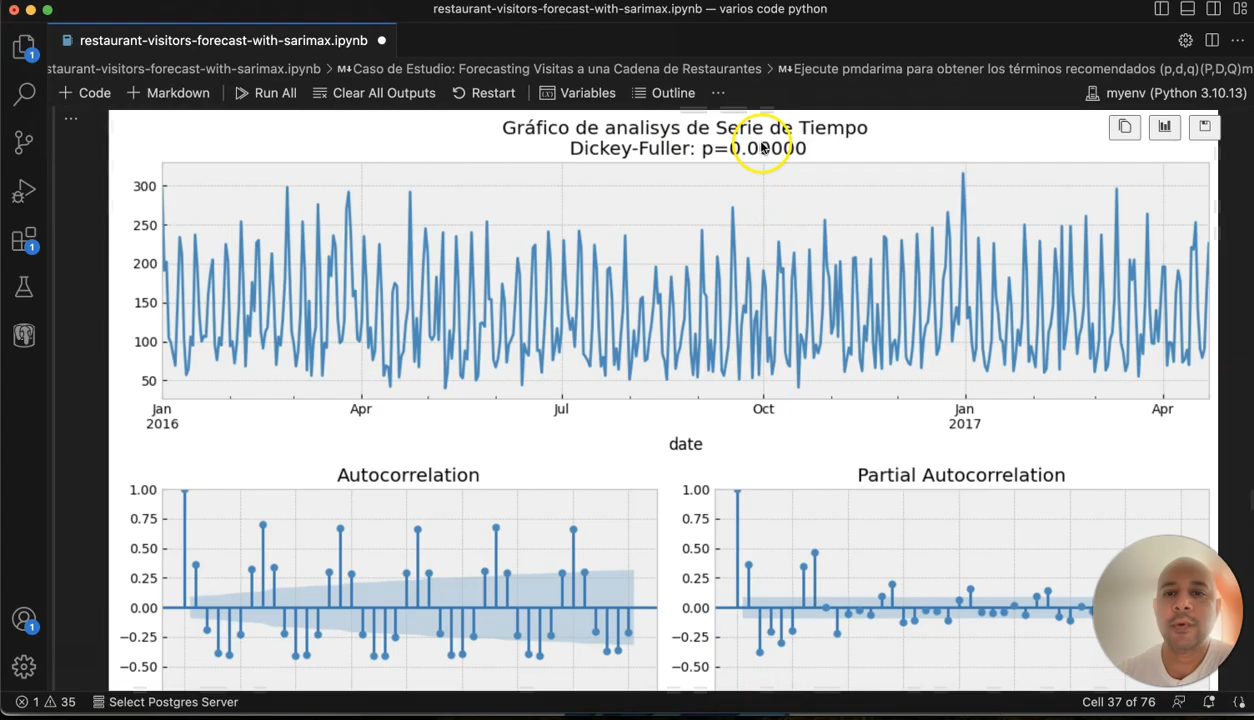 restaurant-visitors-forecast-with-sarimax.ipynb — varios code python
restaurant-visitors-forecast-with-sarimax.ipynb
staurant-visitors-forecast-with-sarimax.ipynb > M↓Caso de Estudio: Forecasting Visitas a una Cadena de Restaurantes > M↓Ejecute pmdarima para obtener los términos recomendados (p,d,q)(P,D,Q)m
+ Code + Markdown Run All Clear All Outputs Restart Variables Outline ...
myenv (Python 3.10.13)
Gráfico de analisys de Serie de Tiempo
Dickey-Fuller: p=0.00000
300
250
200
150
100
50
Jan Apr Jul Oct Jan Apr
2016 2017
date
Autocorrelation Partial Autocorrelation
1.00 1.00
0.75 0.75
0.50 0.50
0.25 0.25
0.00 0.00
−0.25 −0.25
−0.50 −0.50
1
1
1
1 35 Select Postgres Server Cell 37 of 76